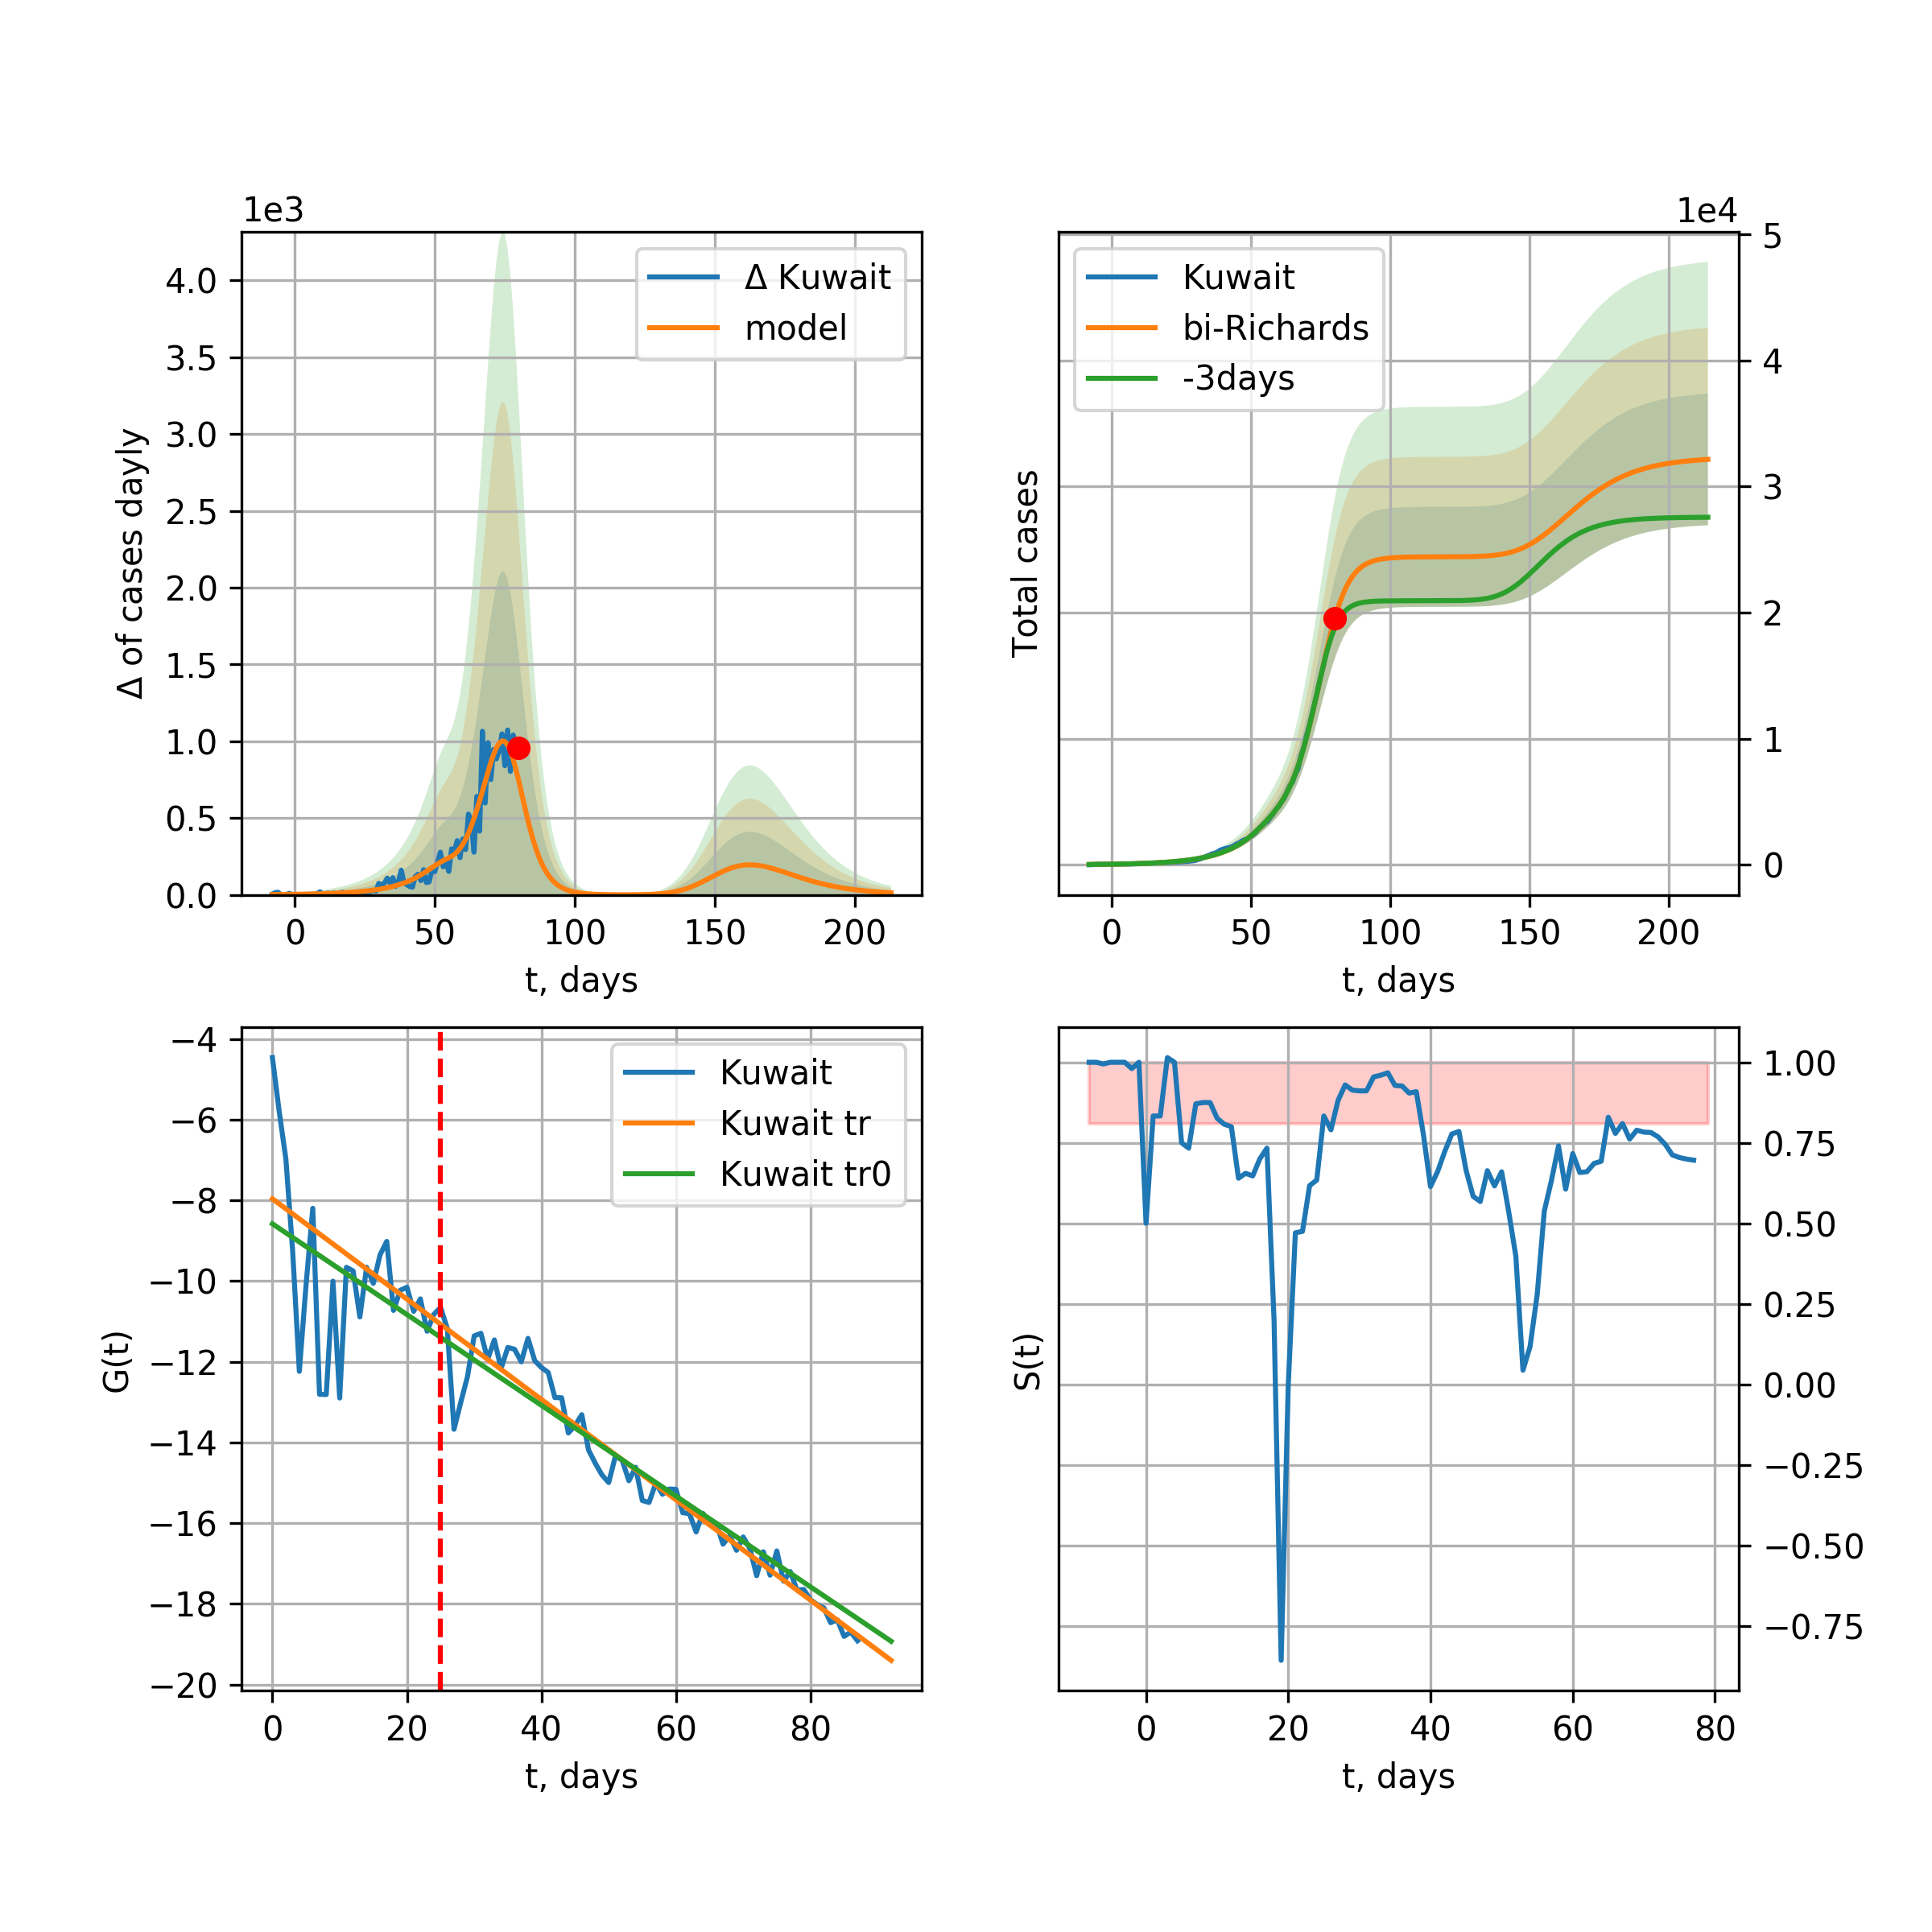 1e3
Δ of cases dayly
4.0
3.5
3.0
2.5
2.0
1.5
1.0
0.5
0.0
Δ Kuwait
model
0 50 100 150 200
t, days
1e4
Total cases
Kuwait
bi-Richards
-3days
5
4
3
2
1
0
0 50 100 150 200
t, days
G(t)
−4
−6
−8
−10
−12
−14
−16
−18
−20
Kuwait
Kuwait tr
Kuwait tr0
0 20 40 60 80
t, days
S(t)
1.00
0.75
0.50
0.25
0.00
−0.25
−0.50
−0.75
0 20 40 60 80
t, days